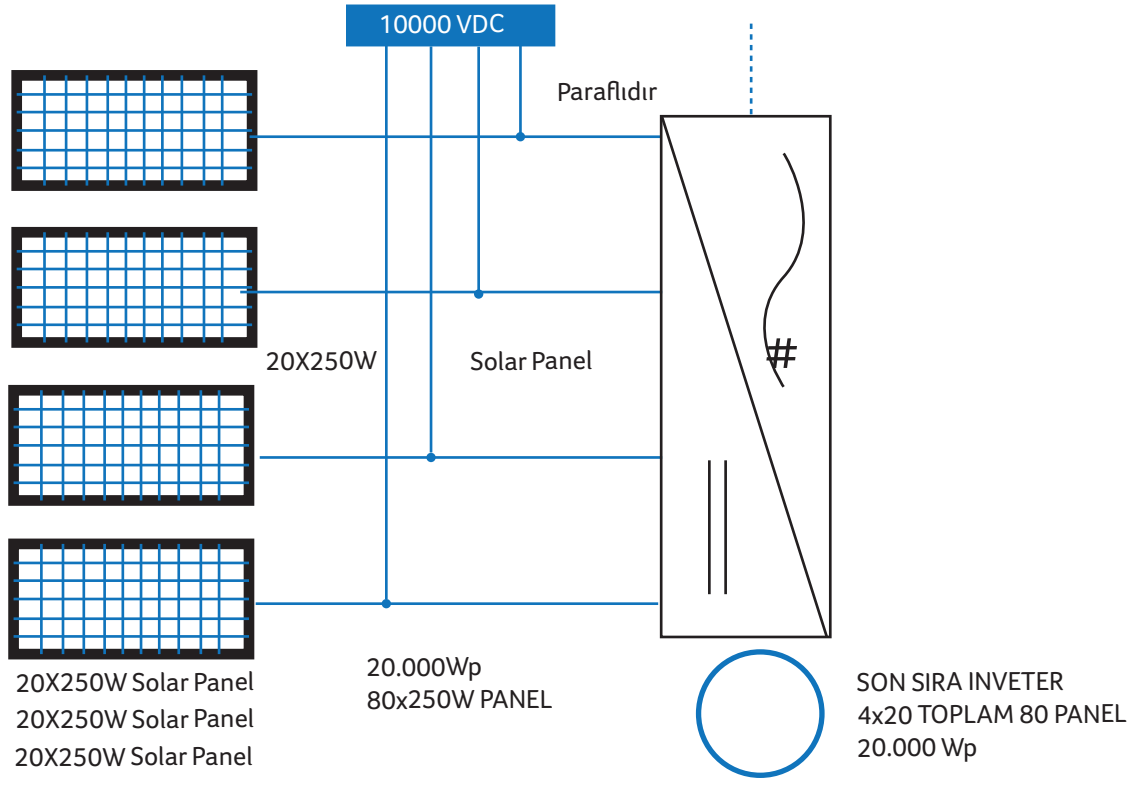 10000 VDC
Paraflıdır
20X250W
Solar Panel
20X250W Solar Panel
20X250W Solar Panel
20X250W Solar Panel
20.000Wp
80x250W PANEL
#
SON SIRA INVETER
4x20 TOPLAM 80 PANEL
20.000 Wp